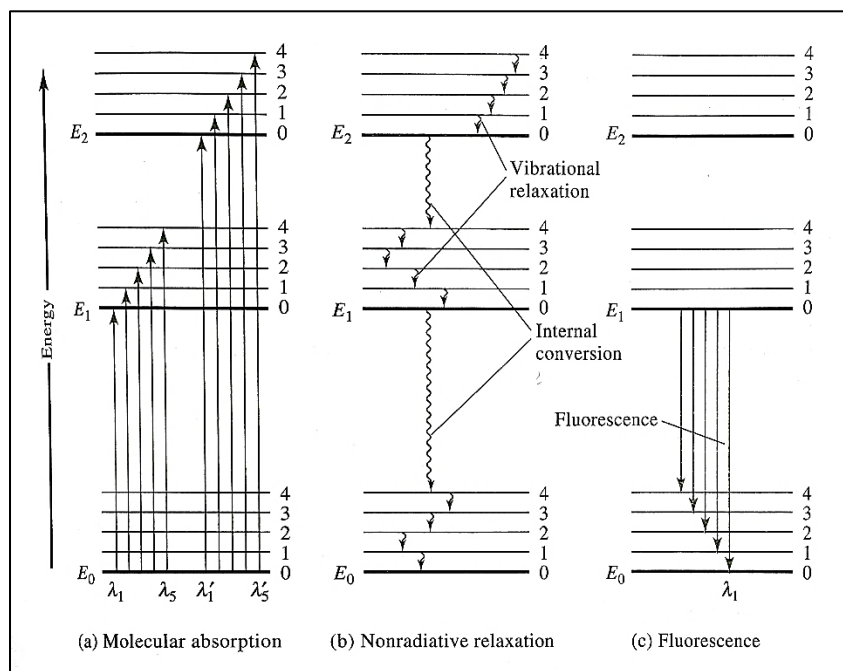 Energy
E₂
4
3
2
1
0
E₁
4
3
2
1
0
E₀
4
3
2
1
0
λ₁
λ₅
λ′₁
λ′₅
(a) Molecular absorption
E₂
4
3
2
1
0
Vibrational
relaxation
E₁
4
3
2
1
0
Internal
conversion
E₀
4
3
2
1
0
(b) Nonradiative relaxation
E₂
4
3
2
1
0
E₁
4
3
2
1
0
Fluorescence
E₀
4
3
2
1
0
λ₁
(c) Fluorescence